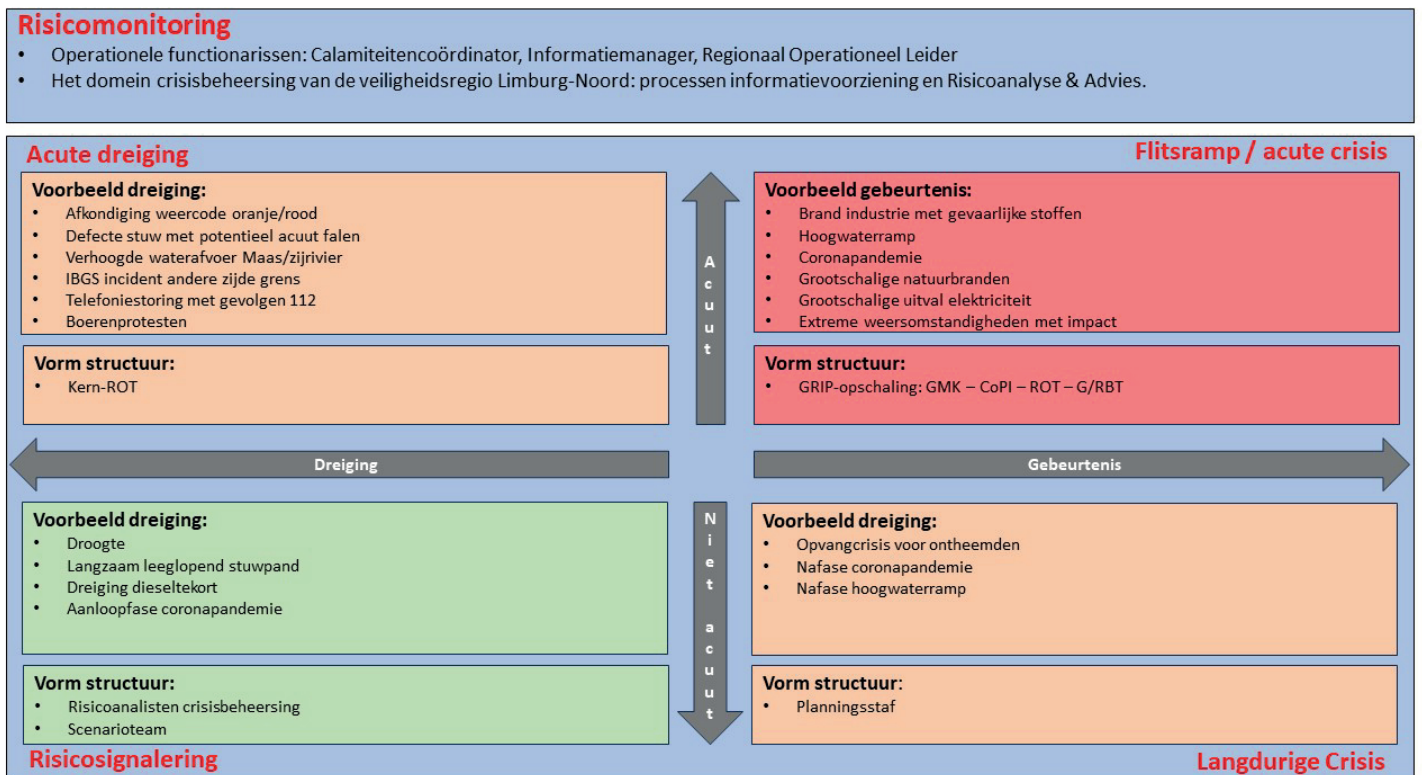 Risicomonitoring
• Operationele functionarissen: Calamiteitencoördinator, Informatiemanager, Regionaal Operationeel Leider
• Het domein crisisbeheersing van de veiligheidsregio Limburg-Noord: processen informatievoorziening en Risicoanalyse & Advies.
Acute dreiging
Voorbeeld dreiging:
• Afkondiging weercode oranje/rood
• Defecte stuw met potentieel acuut falen
• Verhoogde waterafvoer Maas/zijrivier
• IBGS incident andere zijde grens
• Telefoniestoring met gevolgen 112
• Boerenprotesten
Vorm structuur:
• Kern-ROT
Acuut
Flitsramp / acute crisis
Voorbeeld gebeurtenis:
• Brand industrie met gevaarlijke stoffen
• Hoogwaterramp
• Coronapandemie
• Grootschalige natuurbranden
• Grootschalige uitval elektriciteit
• Extreme weersomstandigheden met impact
Vorm structuur:
• GRIP-opschaling: GMK – CoPI – ROT – G/RBT
Dreiging
Gebeurtenis
Voorbeeld dreiging:
• Droogte
• Langzaam leeglopend stuwpand
• Dreiging dieseltekort
• Aanloopfase coronapandemie
Vorm structuur:
• Risicoanalisten crisisbeheersing
• Scenarioteam
Risicosignalering
Niet acuut
Voorbeeld dreiging:
• Opvangcrisis voor ontheemden
• Nafase coronapandemie
• Nafase hoogwaterramp
Vorm structuur:
• Planningsstaf
Langdurige Crisis